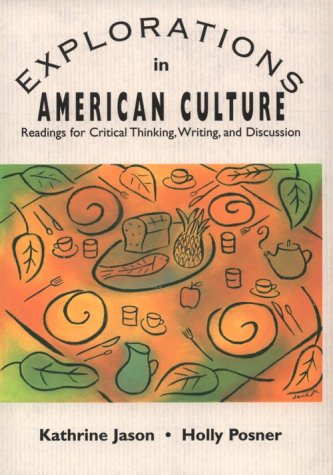 EXPLORATIONS
in
AMERICAN CULTURE
Readings for Critical Thinking, Writing, and Discussion
Kathrine Jason • Holly Posner